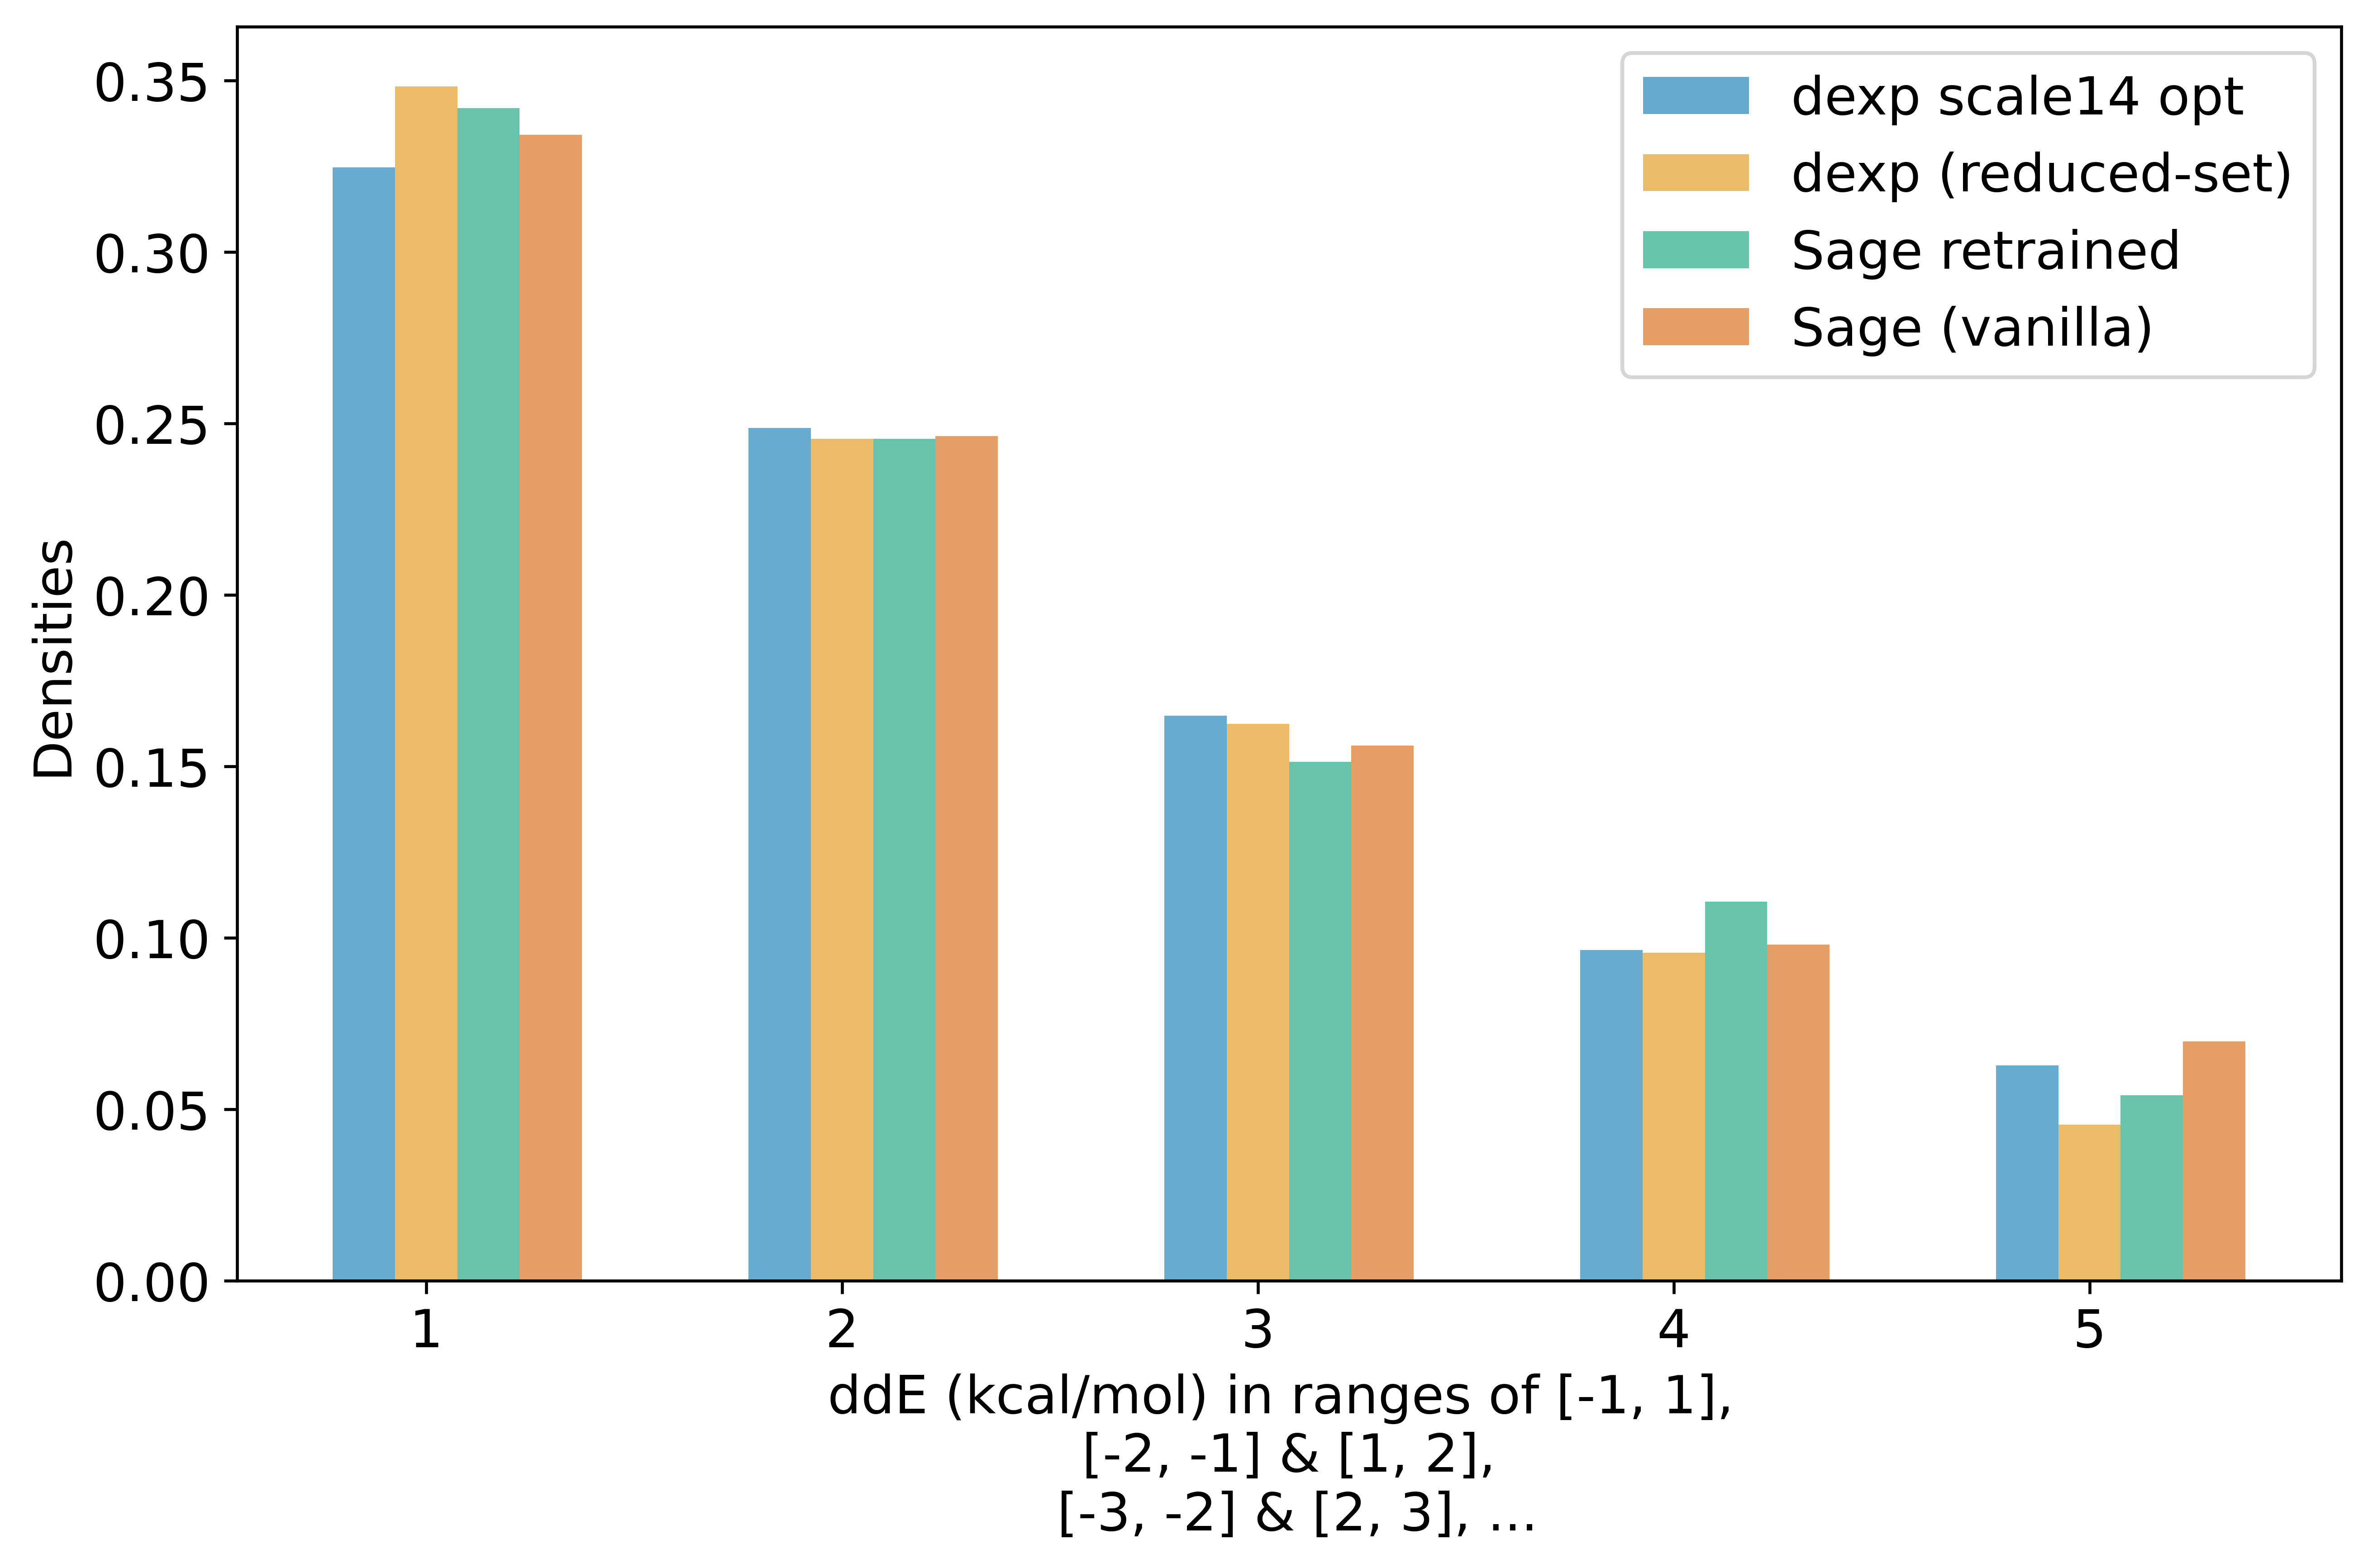 0.35
0.30
0.25
0.20
0.15
0.10
0.05
0.00
Densities
dexp scale14 opt
dexp (reduced-set)
Sage retrained
Sage (vanilla)
1 2 3 4 5
ddE (kcal/mol) in ranges of [-1, 1],
[-2, -1] & [1, 2],
[-3, -2] & [2, 3], ...